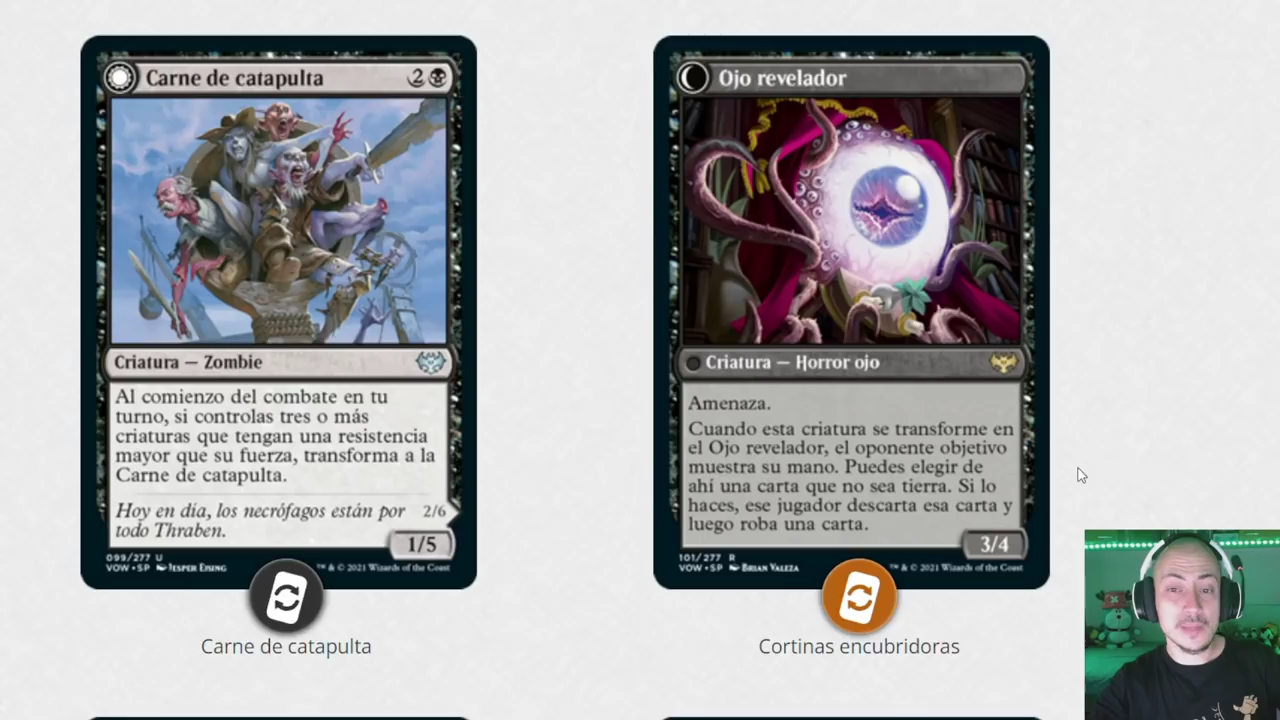 Carne de catapulta 2
Criatura — Zombie
Al comienzo del combate en tu
turno, si controlas tres o más
criaturas que tengan una resistencia
mayor que su fuerza, transforma a la
Carne de catapulta.
Hoy en día, los necrófagos están por
todo Thraben.
2/6
1/5
099/277 U
VOW • SP Jesper Ejsing
™ & © 2021 Wizards of the Coast
Carne de catapulta
Ojo revelador
Criatura — Horror ojo
Amenaza.
Cuando esta criatura se transforme en
el Ojo revelador, el oponente objetivo
muestra su mano. Puedes elegir de
ahí una carta que no sea tierra. Si lo
haces, ese jugador descarta esa carta y
luego roba una carta.
3/4
101/277 R
VOW • SP Brian Valeza
™ & © 2021 Wizards of the Coast
Cortinas encubridoras